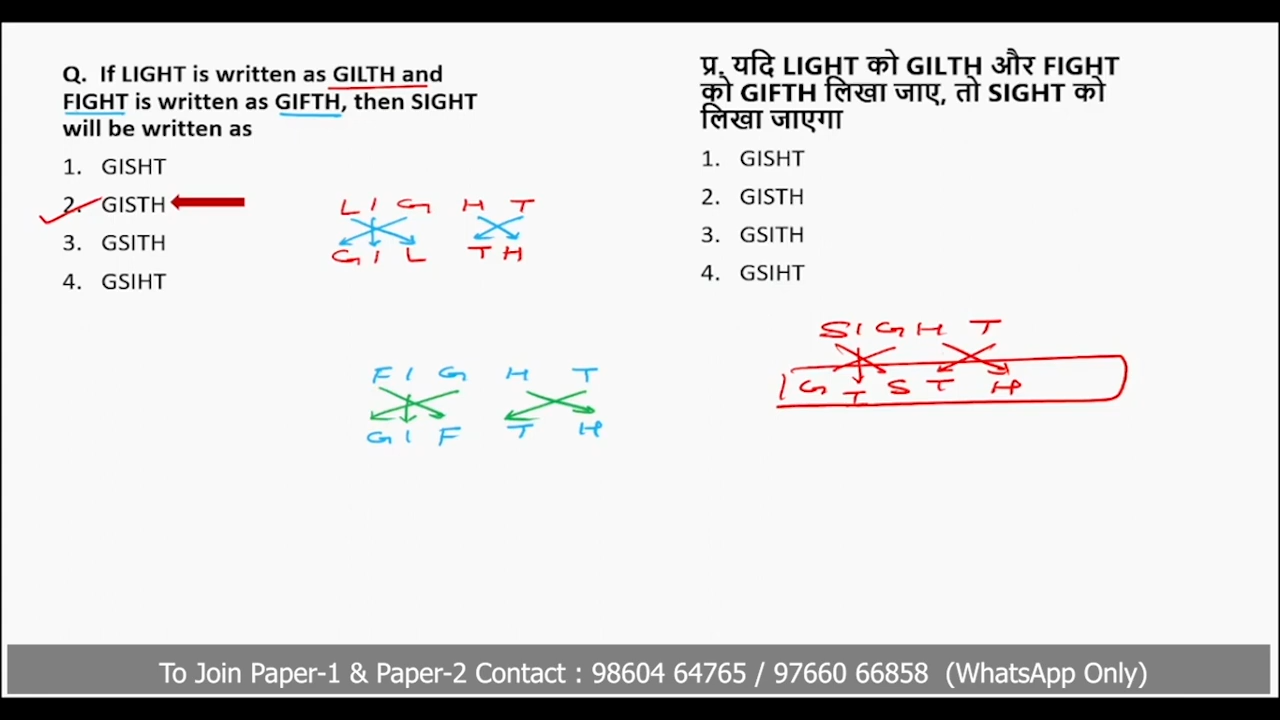 Q. If LIGHT is written as GILTH and
FIGHT is written as GIFTH, then SIGHT
will be written as
1. GISHT
2. GISTH
3. GSITH
4. GSIHT
L I G H T
G I L T H
F I G H T
G I F T H
प्र. यदि LIGHT को GILTH और FIGHT
को GIFTH लिखा जाए, तो SIGHT को
लिखा जाएगा
1. GISHT
2. GISTH
3. GSITH
4. GSIHT
S I G H T
G I S T H
To Join Paper-1 & Paper-2 Contact : 98604 64765 / 97660 66858 (WhatsApp Only)